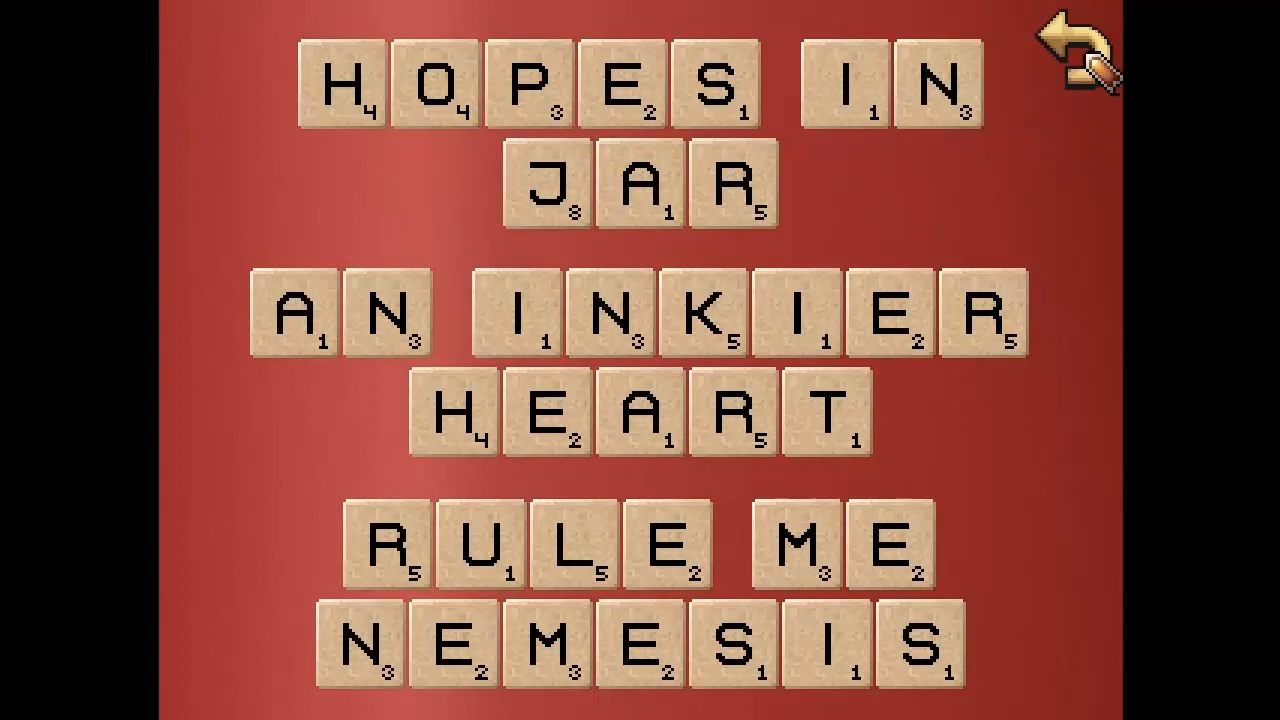 HOPES IN
JAR
AN INKIER
HEART
RULE ME
NEMESIS